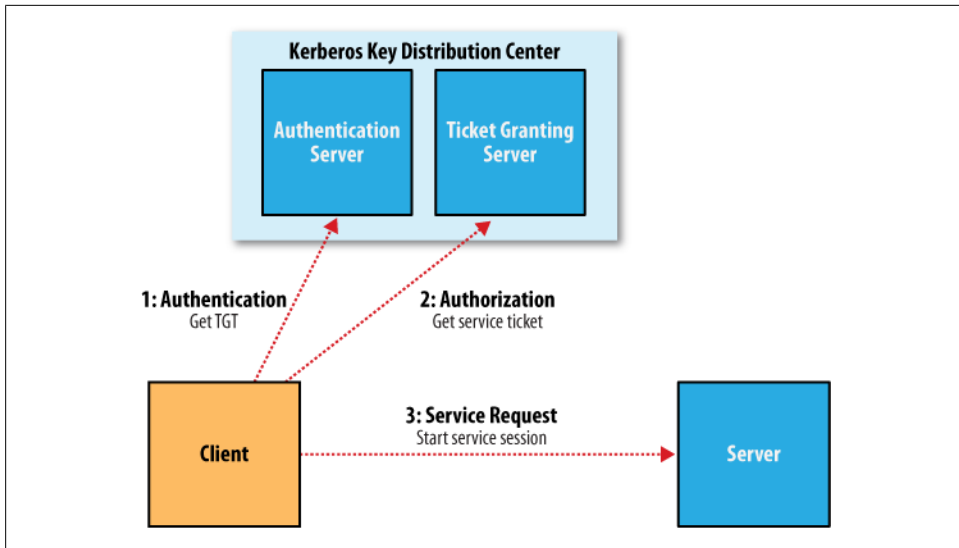 Kerberos Key Distribution Center
Authentication
Server
Ticket Granting
Server
1: Authentication
Get TGT
2: Authorization
Get service ticket
3: Service Request
Start service session
Client
Server